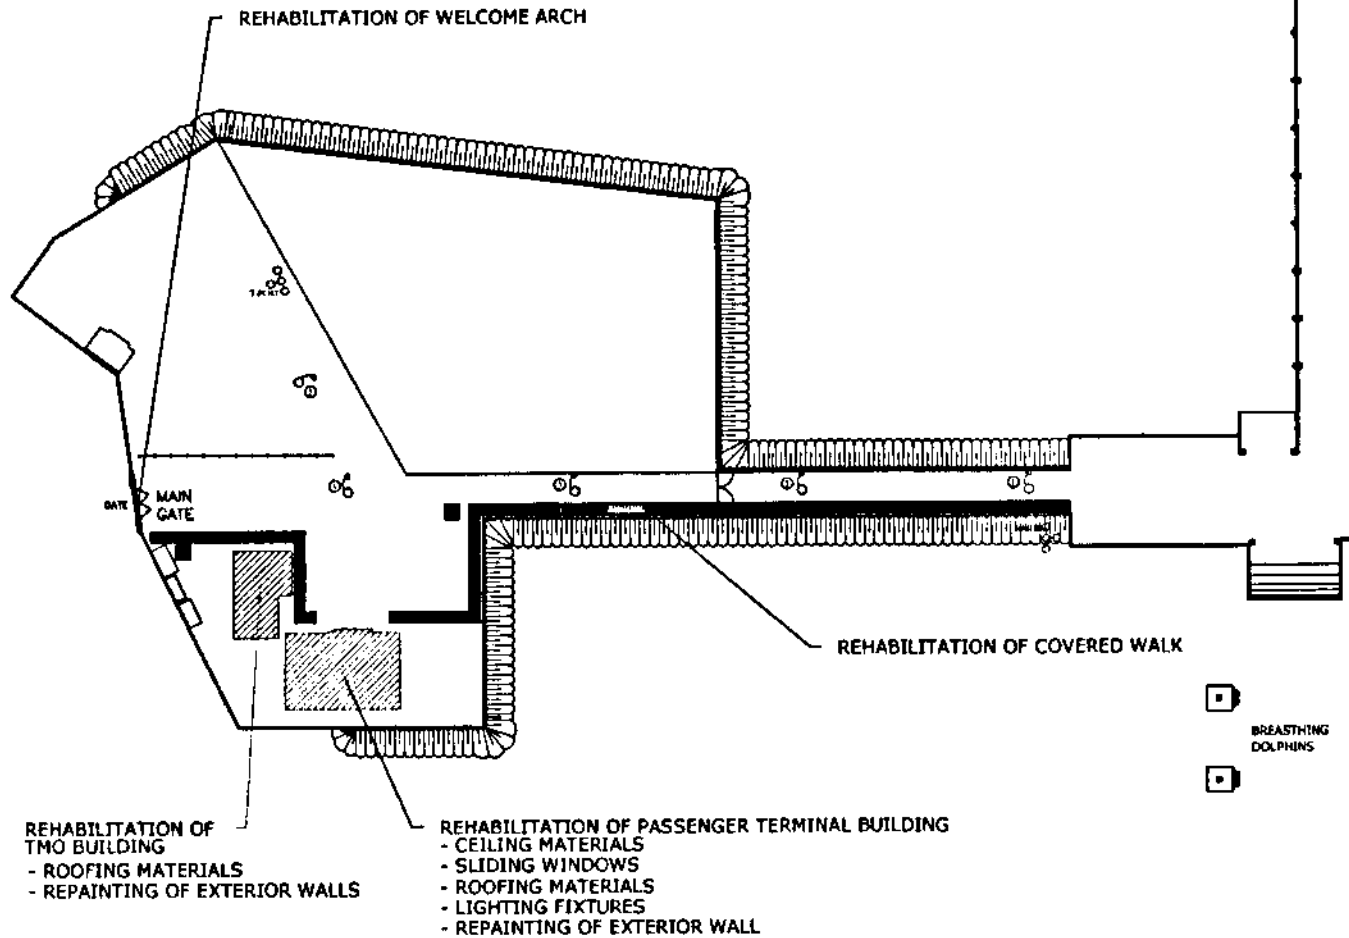 REHABILITATION OF WELCOME ARCH
GATE
MAIN
GATE
REHABILITATION OF COVERED WALK
BREASTHING
DOLPHINS
REHABILITATION OF
TMO BUILDING
- ROOFING MATERIALS
- REPAINTING OF EXTERIOR WALLS
REHABILITATION OF PASSENGER TERMINAL BUILDING
- CEILING MATERIALS
- SLIDING WINDOWS
- ROOFING MATERIALS
- LIGHTING FIXTURES
- REPAINTING OF EXTERIOR WALL